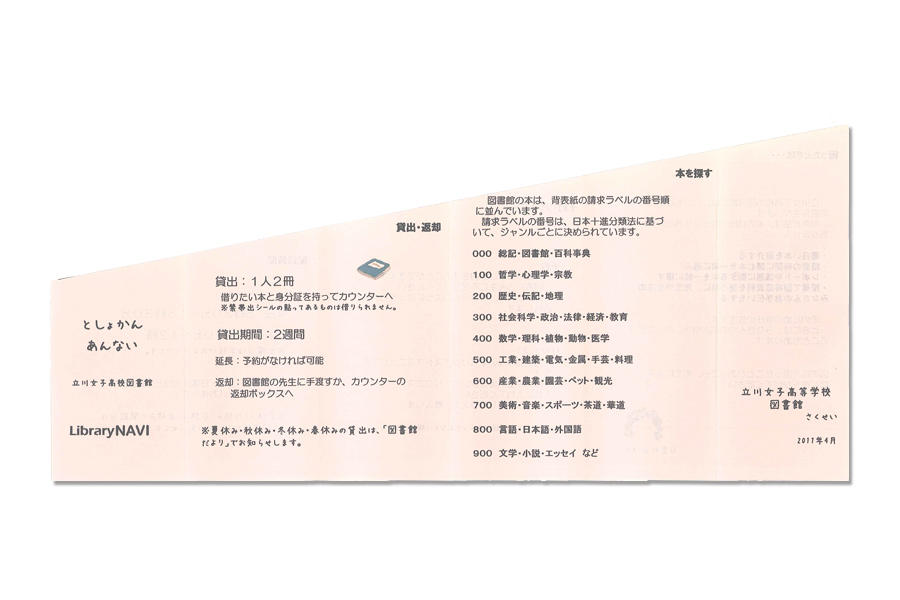 としょかん
あんない
立川女子高校図書館
LibraryNAVI
貸出・返却
貸出：１人２冊
借りたい本と身分証を持ってカウンターへ
※禁帯出シールの貼ってあるものは借りられません。
貸出期間：２週間
延長：予約がなければ可能
返却：図書館の先生に手渡すか、カウンターの
返却ボックスへ
※夏休み・秋休み・冬休み・春休みの貸出は、「図書館
だより」でお知らせします。
本を探す
図書館の本は、背表紙の請求ラベルの番号順
に並んでいます。
請求ラベルの番号は、日本十進分類法に基づ
いて、ジャンルごとに決められています。
000 総記・図書館・百科事典
100 哲学・心理学・宗教
200 歴史・伝記・地理
300 社会科学・政治・法律・経済・教育
400 数学・理科・植物・動物・医学
500 工業・建築・電気・金属・手芸・料理
600 産業・農業・園芸・ペット・観光
700 美術・音楽・スポーツ・茶道・華道
800 言語・日本語・外国語
900 文学・小説・エッセイ など
立川女子高等学校
図書館
さくせい
2011年4月